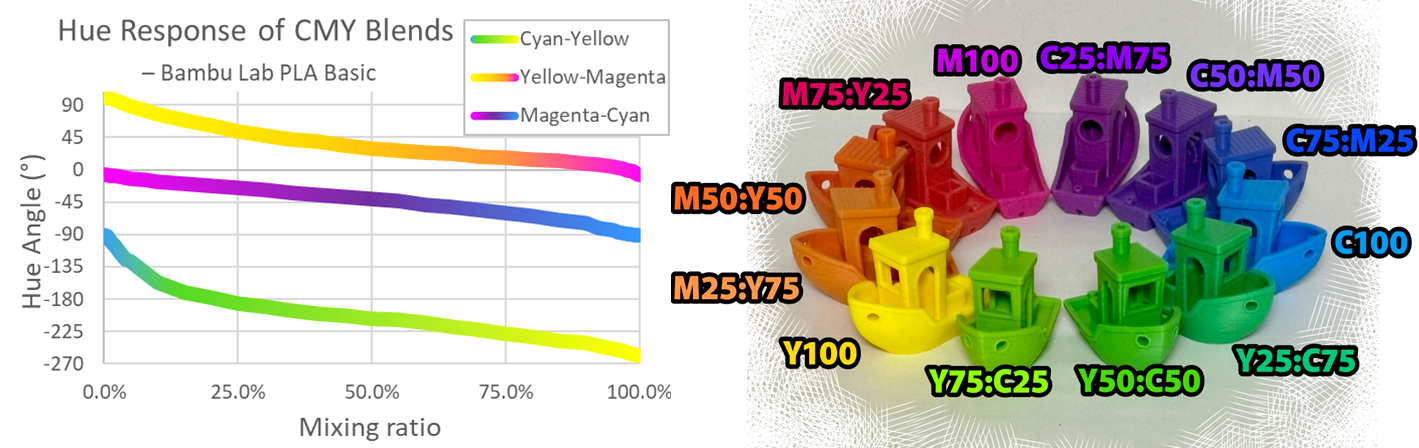 Hue Response of CMY Blends
– Bambu Lab PLA Basic
Cyan-Yellow
Yellow-Magenta
Magenta-Cyan
Hue Angle (°)
90
45
0
-45
-90
-135
-180
-225
-270
0.0%
25.0%
50.0%
75.0%
100.0%
Mixing ratio
M100
C25:M75
C50:M50
M75:Y25
C75:M25
M50:Y50
C100
M25:Y75
Y100
Y75:C25
Y50:C50
Y25:C75